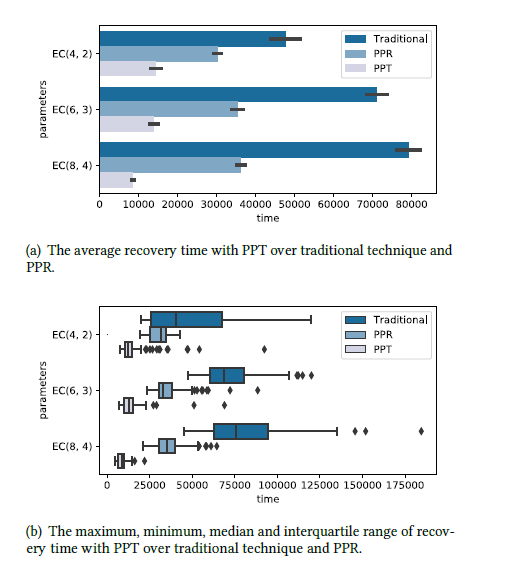 Traditional
PPR
PPT
EC(4, 2)
EC(6, 3)
EC(8, 4)
parameters
0 10000 20000 30000 40000 50000 60000 70000 80000
time
(a) The average recovery time with PPT over traditional technique and
PPR.
Traditional
PPR
PPT
EC(4, 2)
EC(6, 3)
EC(8, 4)
parameters
0 25000 50000 75000 100000 125000 150000 175000
time
(b) The maximum, minimum, median and interquartile range of recov-
ery time with PPT over traditional technique and PPR.